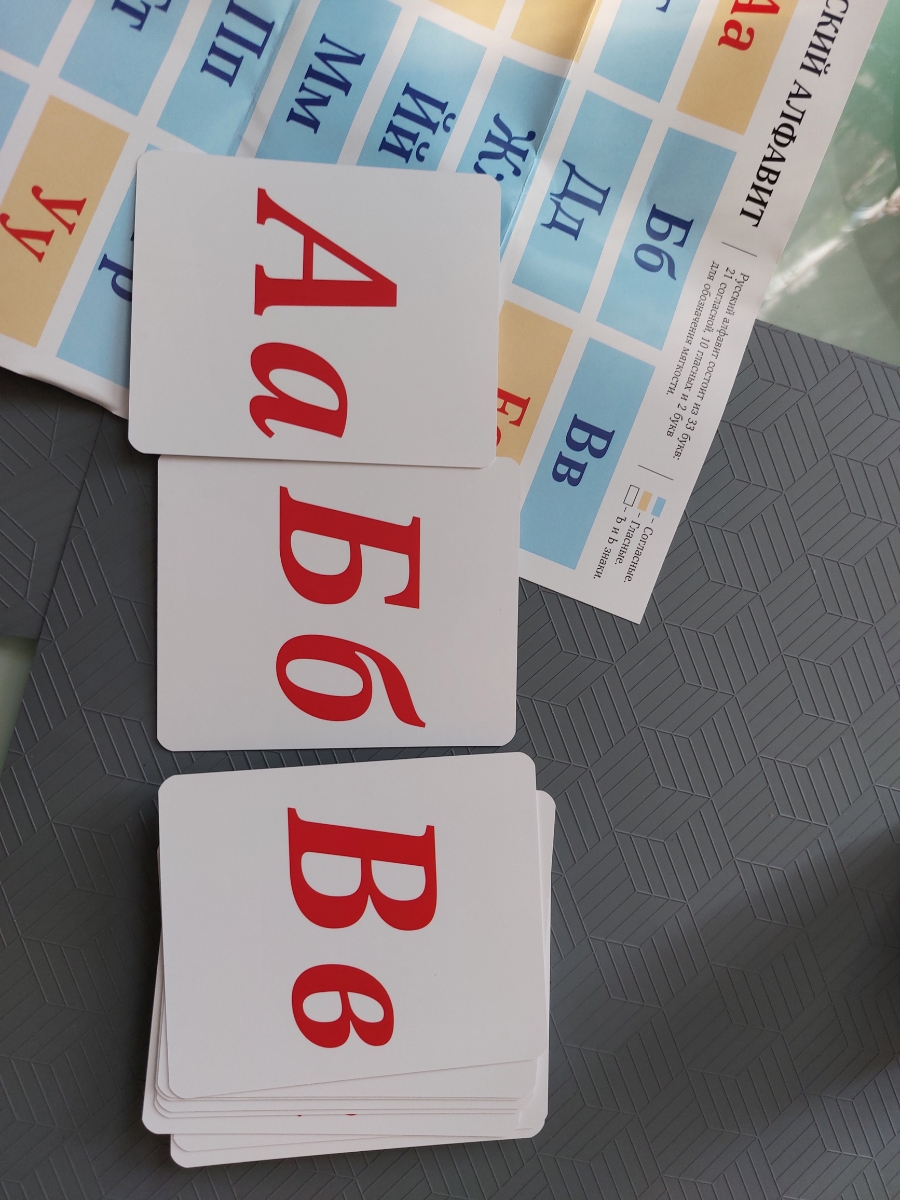 СКИЙ АЛФАВИТ
Русский алфавит состоит из 33 букв:
21 согласной, 10 гласных и 2 букв
для обозначения мягкости.
– Согласные.
– Гласные.
– Ъ и Ь знаки.
Аа
Бб
Вв
Дд
Йй
Мм
Пп
Уу
Аа
Бб
Вв